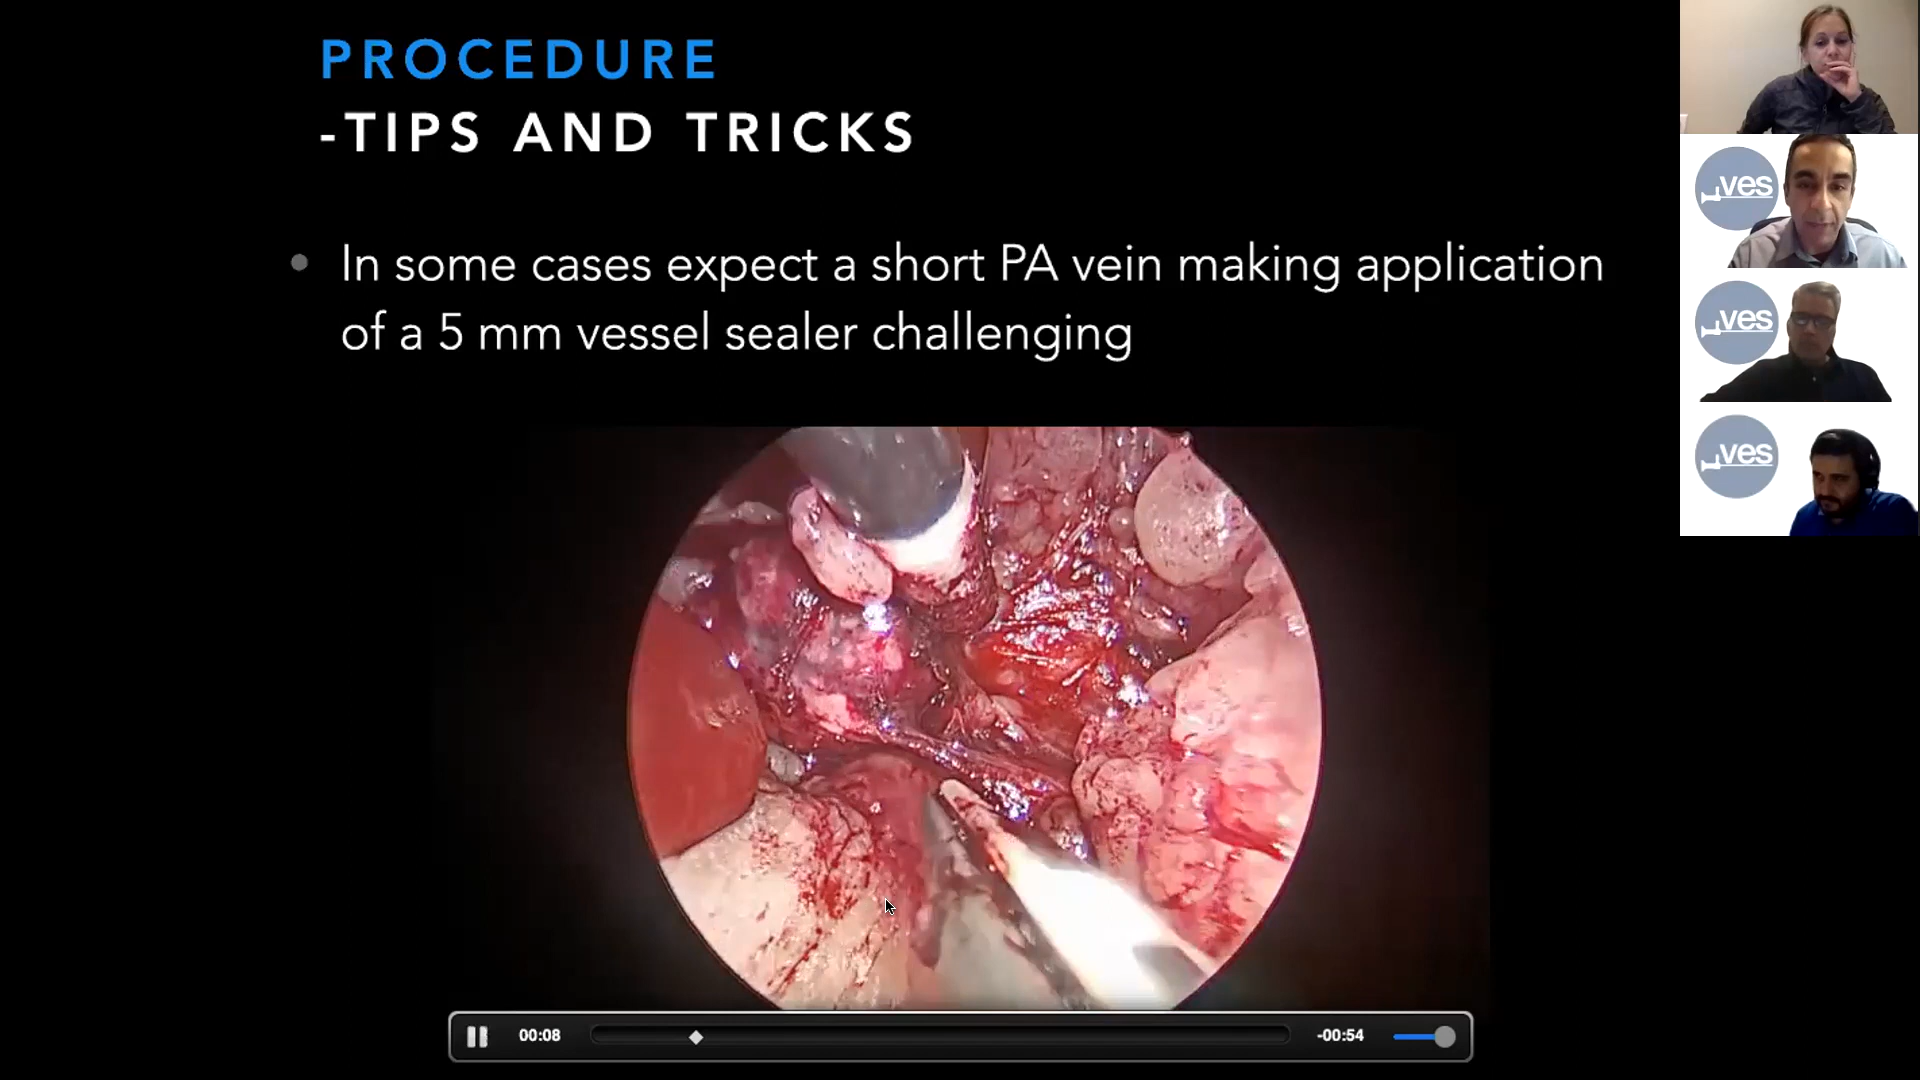 PROCEDURE
-TIPS AND TRICKS
In some cases expect a short PA vein making application
of a 5 mm vessel sealer challenging
ves
ves
ves
00:08
-00:54